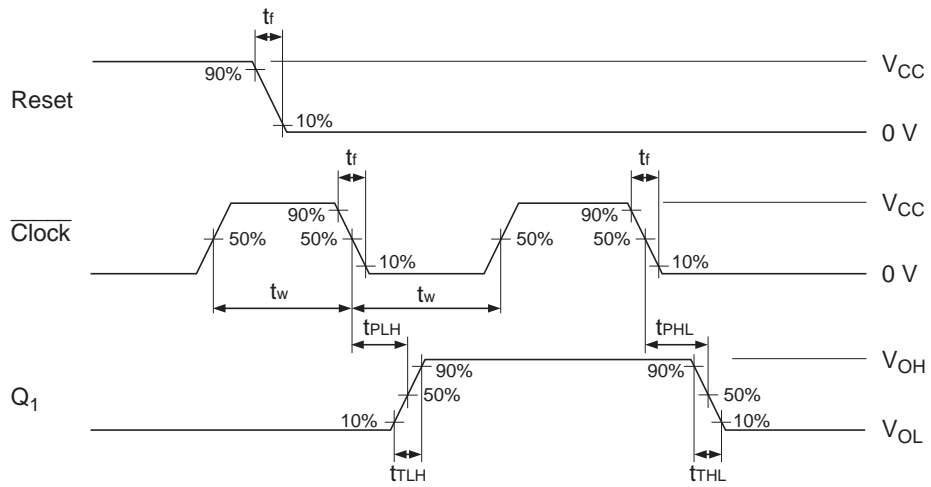 tf
90%
VCC
Reset
10%
0 V
tf
tf
90%
90%
VCC
Clock
50%
50%
50%
50%
10%
10%
0 V
tw
tw
tPLH
tPHL
90%
90%
VOH
Q1
50%
50%
10%
10%
VOL
tTLH
tTHL